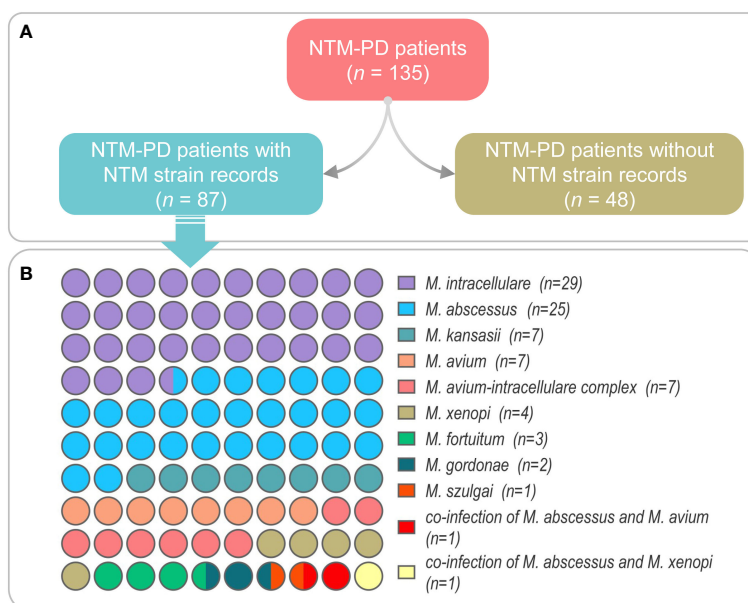 A
NTM-PD patients
(n = 135)
NTM-PD patients with
NTM strain records
(n = 87)
NTM-PD patients without
NTM strain records
(n = 48)
B
M. intracellulare (n=29)
M. abscessus (n=25)
M. kansasii (n=7)
M. avium (n=7)
M. avium-intracellulare complex (n=7)
M. xenopi (n=4)
M. fortuitum (n=3)
M. gordonae (n=2)
M. szulgai (n=1)
co-infection of M. abscessus and M. avium
(n=1)
co-infection of M. abscessus and M. xenopi
(n=1)